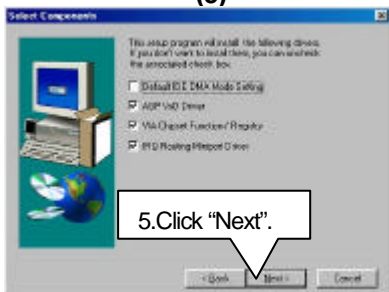 (3)
Select Components
This setup program will install the following drives.
If you don't want to install them, you can uncheck
the associated check box.
Default IDE DMA Mode Setting
AGP VxD Driver
VIA Chipset Functions' Registry
IRQ Routing Miniport Driver
5.Click “Next”.
< Back
Next >
Cancel